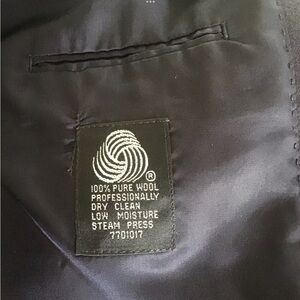 ®
100% PURE WOOL
PROFESSIONALLY
DRY CLEAN
LOW MOISTURE
STEAM PRESS
7701017